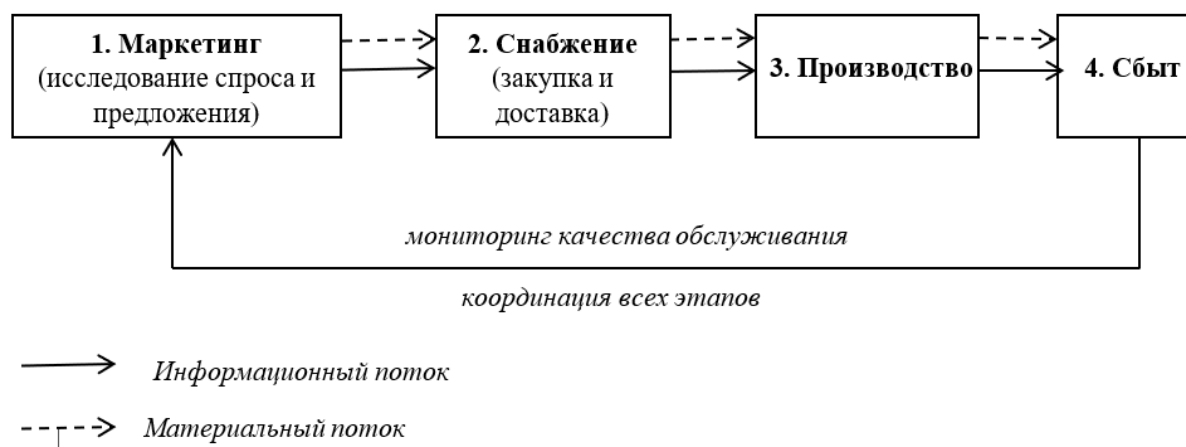 1. Маркетинг
(исследование спроса и
предложения)
2. Снабжение
(закупка и
доставка)
3. Производство
4. Сбыт
мониторинг качества обслуживания
координация всех этапов
Информационный поток
Материальный поток